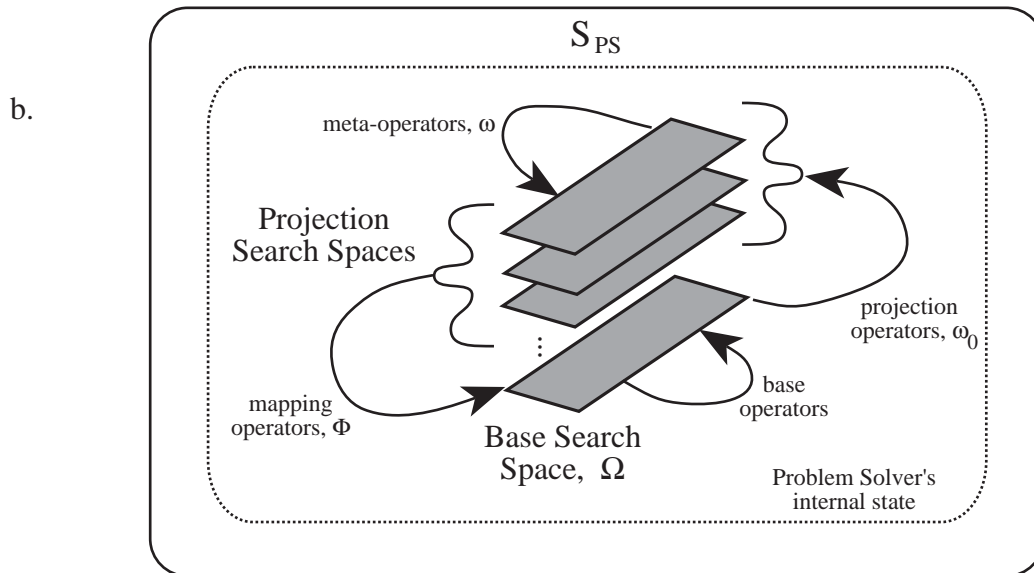 S_PS
b.
meta-operators, ω
Projection
Search Spaces
projection
operators, ω_0
⋮
mapping
operators, Φ
base
operators
Base Search
Space, Ω
Problem Solver's
internal state